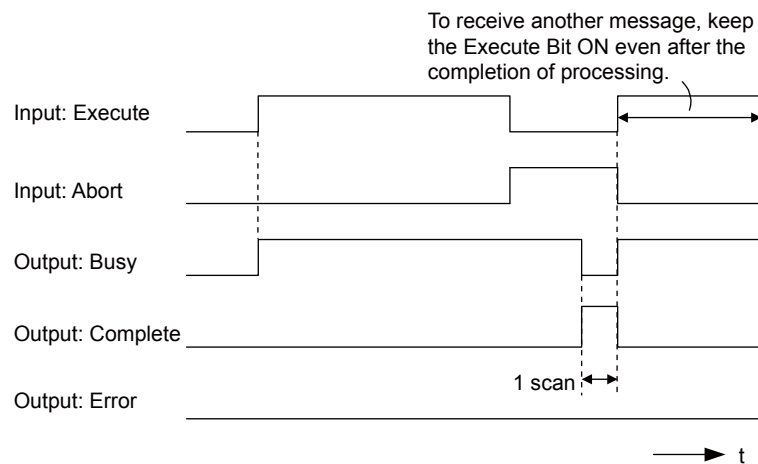 To receive another message, keep
the Execute Bit ON even after the
completion of processing.
Input: Execute
Input: Abort
Output: Busy
Output: Complete
1 scan
Output: Error
t